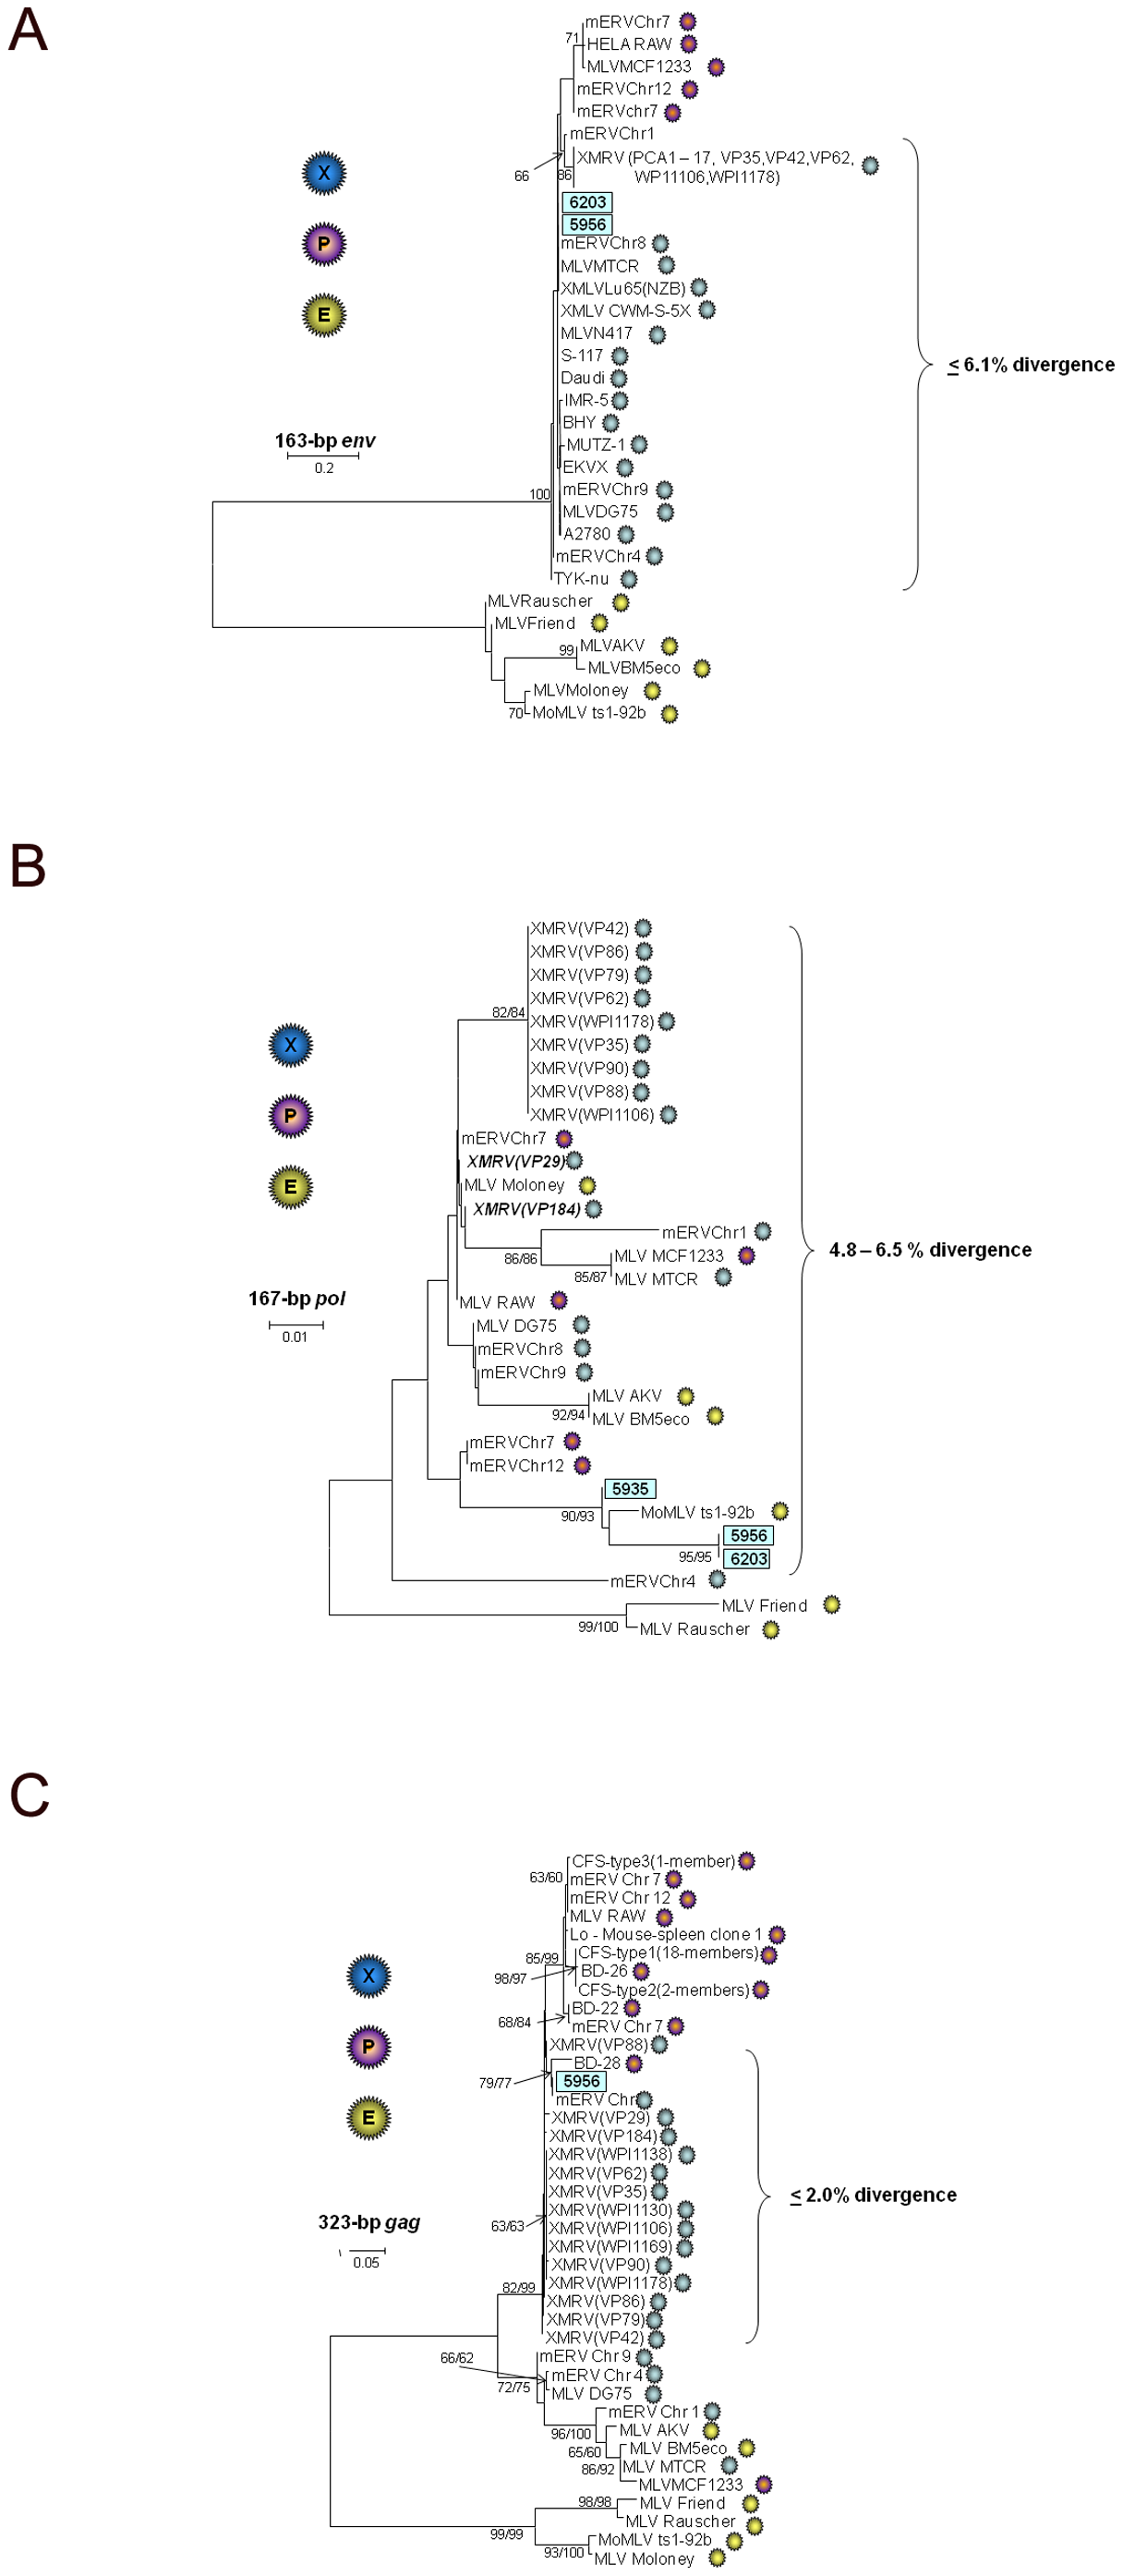 A
mERVChr7
71
HELA RAW
MLVMCF1233
mERVChr12
mERVchr7
mERVChr1
XMRV (PCA1 – 17, VP35,VP42,VP62,
66
86
WP11106,WPI1178)
X
6203
5956
P
mERVChr8
MLVMTCR
XMLVLu65(NZB)
E
XMLV CWM-S-5X
MLVN417
S-117
≤ 6.1% divergence
Daudi
IMR-5
BHY
163-bp env
MUTZ-1
0.2
EKVX
mERVChr9
100
MLVDG75
A2780
mERVChr4
TYK-nu
MLVRauscher
MLVFriend
MLVAKV
99
MLVBM5eco
MLVMoloney
70
MoMLV ts1-92b
B
XMRV(VP42)
XMRV(VP86)
XMRV(VP79)
XMRV(VP62)
82/84
XMRV(WPI1178)
X
XMRV(VP35)
XMRV(VP90)
XMRV(VP88)
P
XMRV(WPI1106)
mERVChr7
XMRV(VP29)
E
MLV Moloney
XMRV(VP184)
mERVChr1
4.8 – 6.5 % divergence
86/86
MLV MCF1233
85/87
MLV MTCR
167-bp pol
MLV RAW
0.01
MLV DG75
mERVChr8
mERVChr9
MLV AKV
92/94
MLV BM5eco
mERVChr7
mERVChr12
5935
90/93
MoMLV ts1-92b
5956
95/95
6203
mERVChr4
MLV Friend
99/100
MLV Rauscher
C
CFS-type3(1-member)
63/60
mERV Chr 7
mERV Chr 12
MLV RAW
Lo - Mouse-spleen clone 1
85/99
CFS-type1(18-members)
98/97
BD-26
X
CFS-type2(2-members)
BD-22
68/84
mERV Chr 7
P
XMRV(VP88)
BD-28
79/77
5956
mERV Chr
E
XMRV(VP29)
XMRV(VP184)
XMRV(WPI1138)
XMRV(VP62)
XMRV(VP35)
≤ 2.0% divergence
XMRV(WPI1130)
323-bp gag
63/63
XMRV(WPI1106)
XMRV(WPI1169)
0.05
XMRV(VP90)
XMRV(WPI1178)
82/99
XMRV(VP86)
XMRV(VP79)
XMRV(VP42)
66/62
mERV Chr 9
mERV Chr 4
72/75
MLV DG75
mERV Chr 1
96/100
MLV AKV
65/60
MLV BM5eco
86/92
MLV MTCR
MLVMCF1233
98/98
MLV Friend
MLV Rauscher
99/99
MoMLV ts1-92b
93/100
MLV Moloney